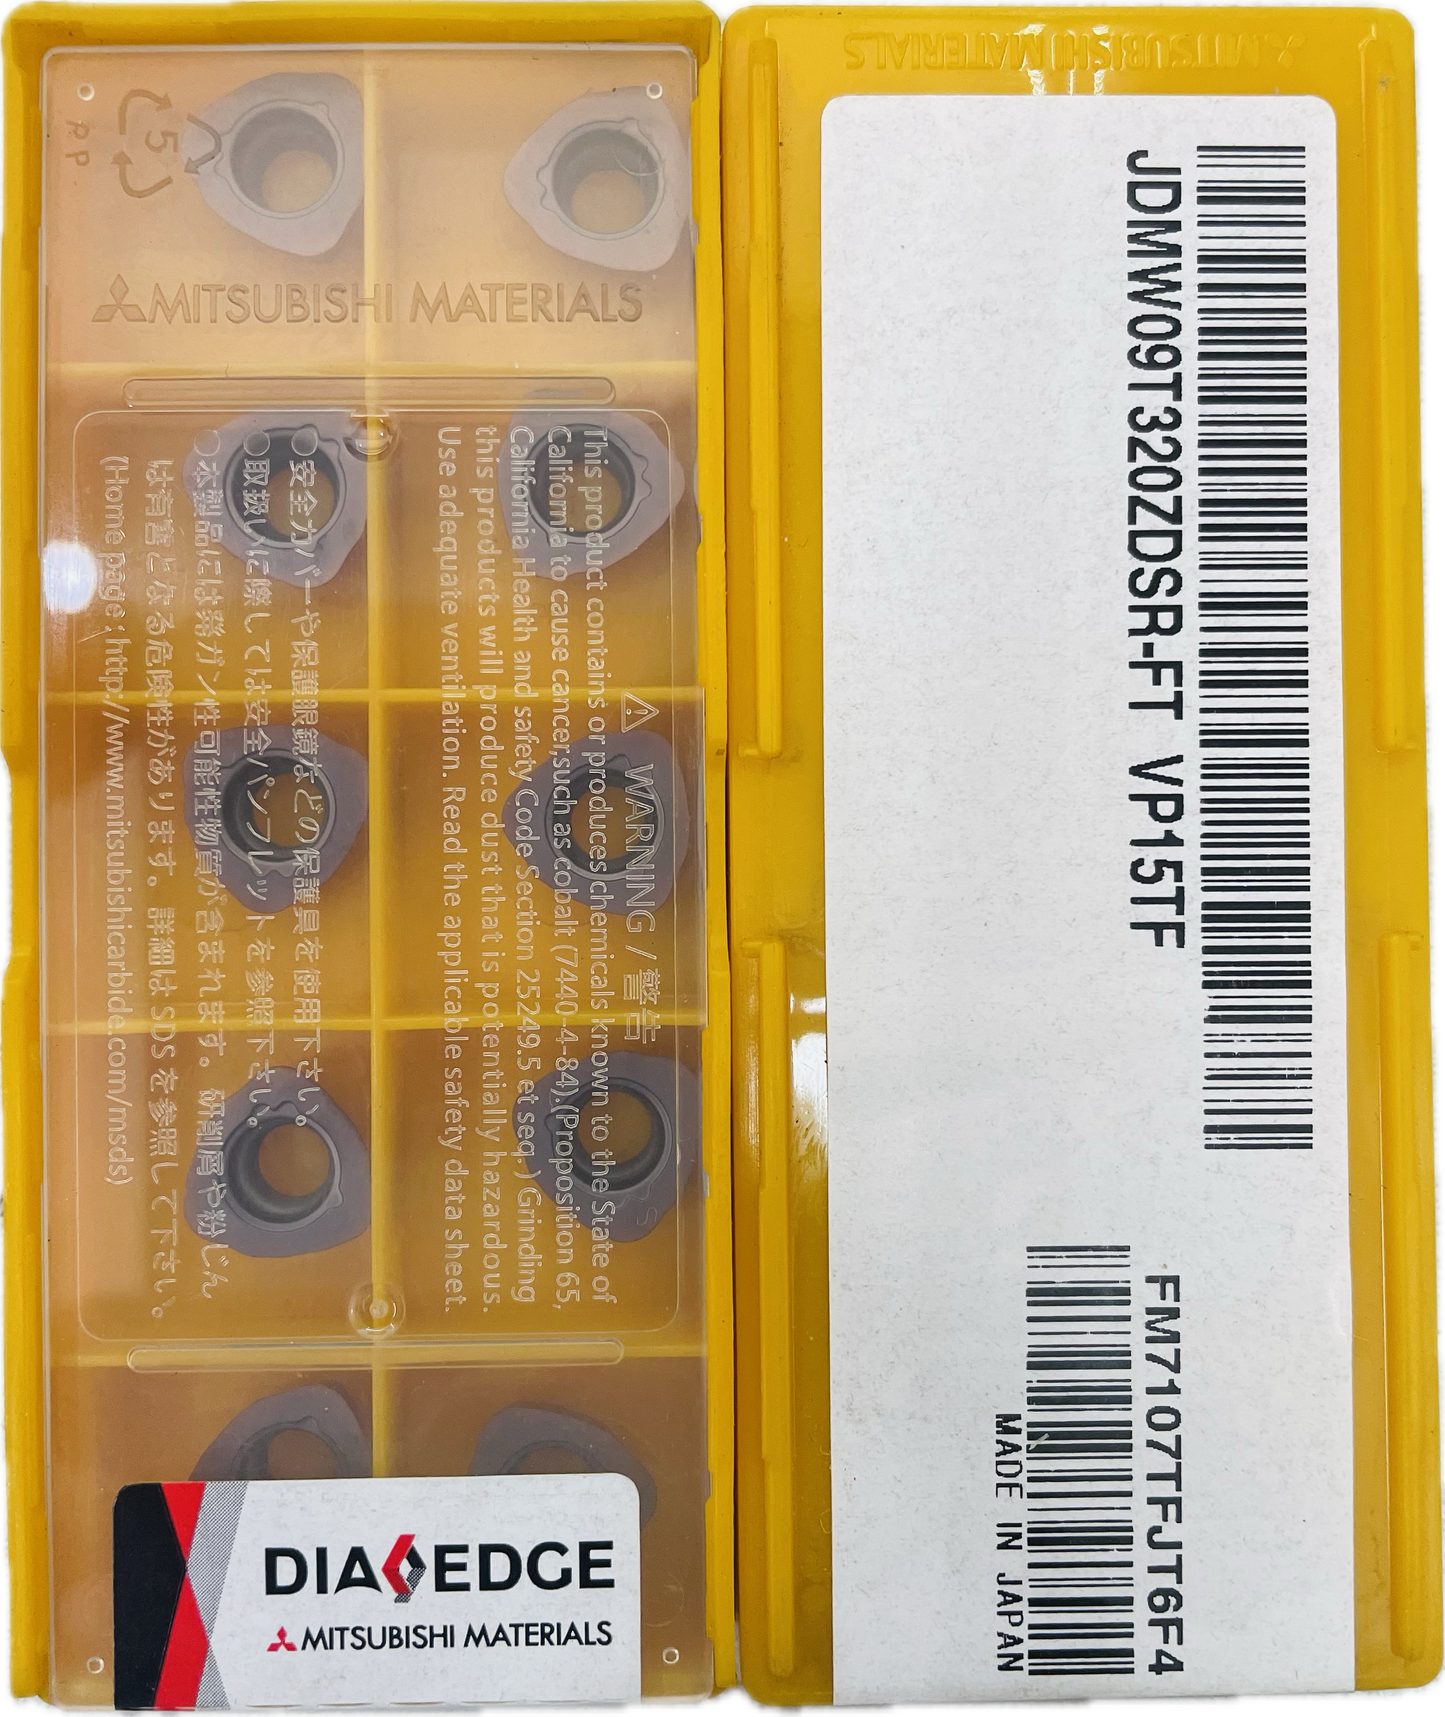 5
PP
MITSUBISHI MATERIALS
⚠ WARNING / 警告
This product contains or produces chemicals known to the State of
California to cause cancer,such as Cobalt (7440-4-84).(Proposition 65,
California Health and safety Code Section 25249.5 et seq.) Grinding
this products will produce dust that is potentially hazardous.
Use adequate ventilation. Read the applicable safety data sheet.
○安全カバーや保護眼鏡などの保護具を使用下さい。
○取扱いに際しては安全パンフレットを参照下さい。
○本製品には発ガン性可能性物質が含まれます。研削屑や粉じん
は有害となる危険性があります。詳細は SDS を参照して下さい。
(Home page : http://www.mitsubishicarbide.com/msds)
DIAEDGE
MITSUBISHI MATERIALS
MITSUBISHI MATERIALS
JDMW09T320ZDSR-FT VP15TF
FM7107TFJT6F4
MADE IN JAPAN